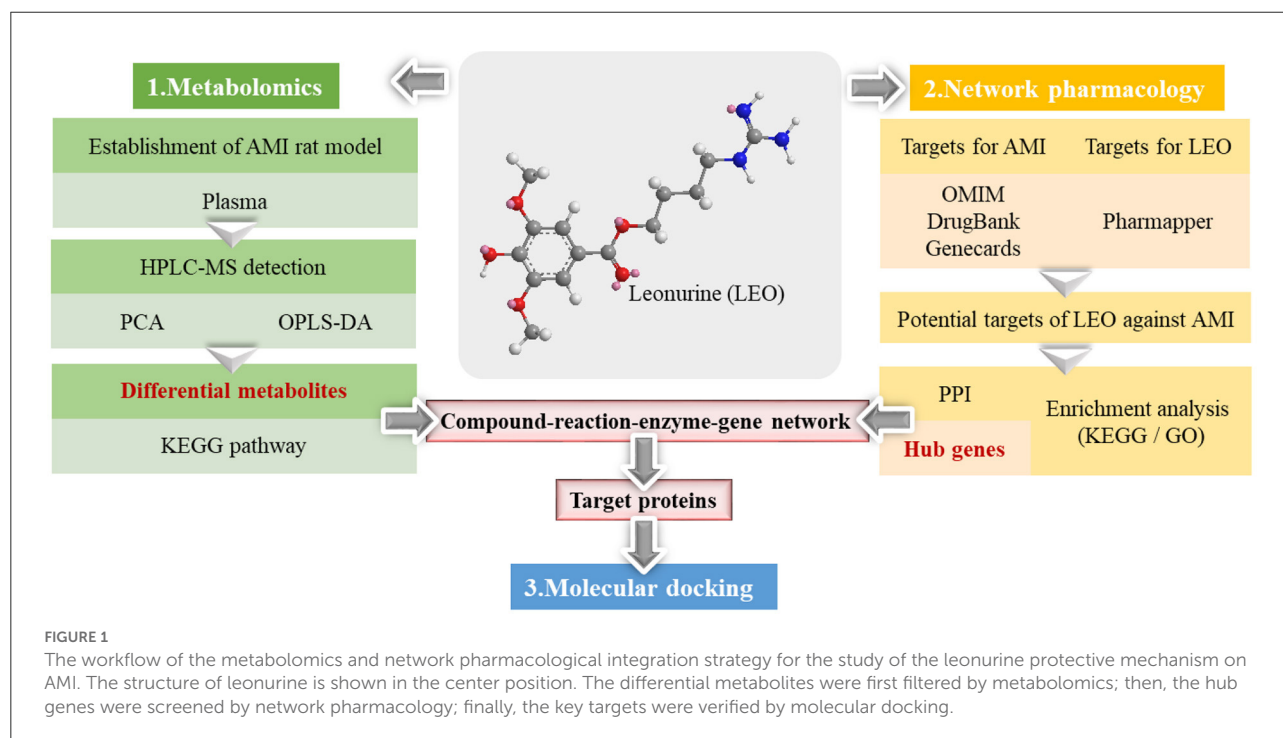 1.Metabolomics
Establishment of AMI rat model
Plasma
HPLC-MS detection
PCA OPLS-DA
Differential metabolites
KEGG pathway
Leonurine (LEO)
2.Network pharmacology
Targets for AMI Targets for LEO
OMIM
DrugBank
Genecards
Pharmapper
Potential targets of LEO against AMI
PPI
Hub genes
Enrichment analysis
(KEGG / GO)
Compound-reaction-enzyme-gene network
Target proteins
3.Molecular docking
FIGURE 1
The workflow of the metabolomics and network pharmacological integration strategy for the study of the leonurine protective mechanism on
AMI. The structure of leonurine is shown in the center position. The differential metabolites were first filtered by metabolomics; then, the hub
genes were screened by network pharmacology; finally, the key targets were verified by molecular docking.